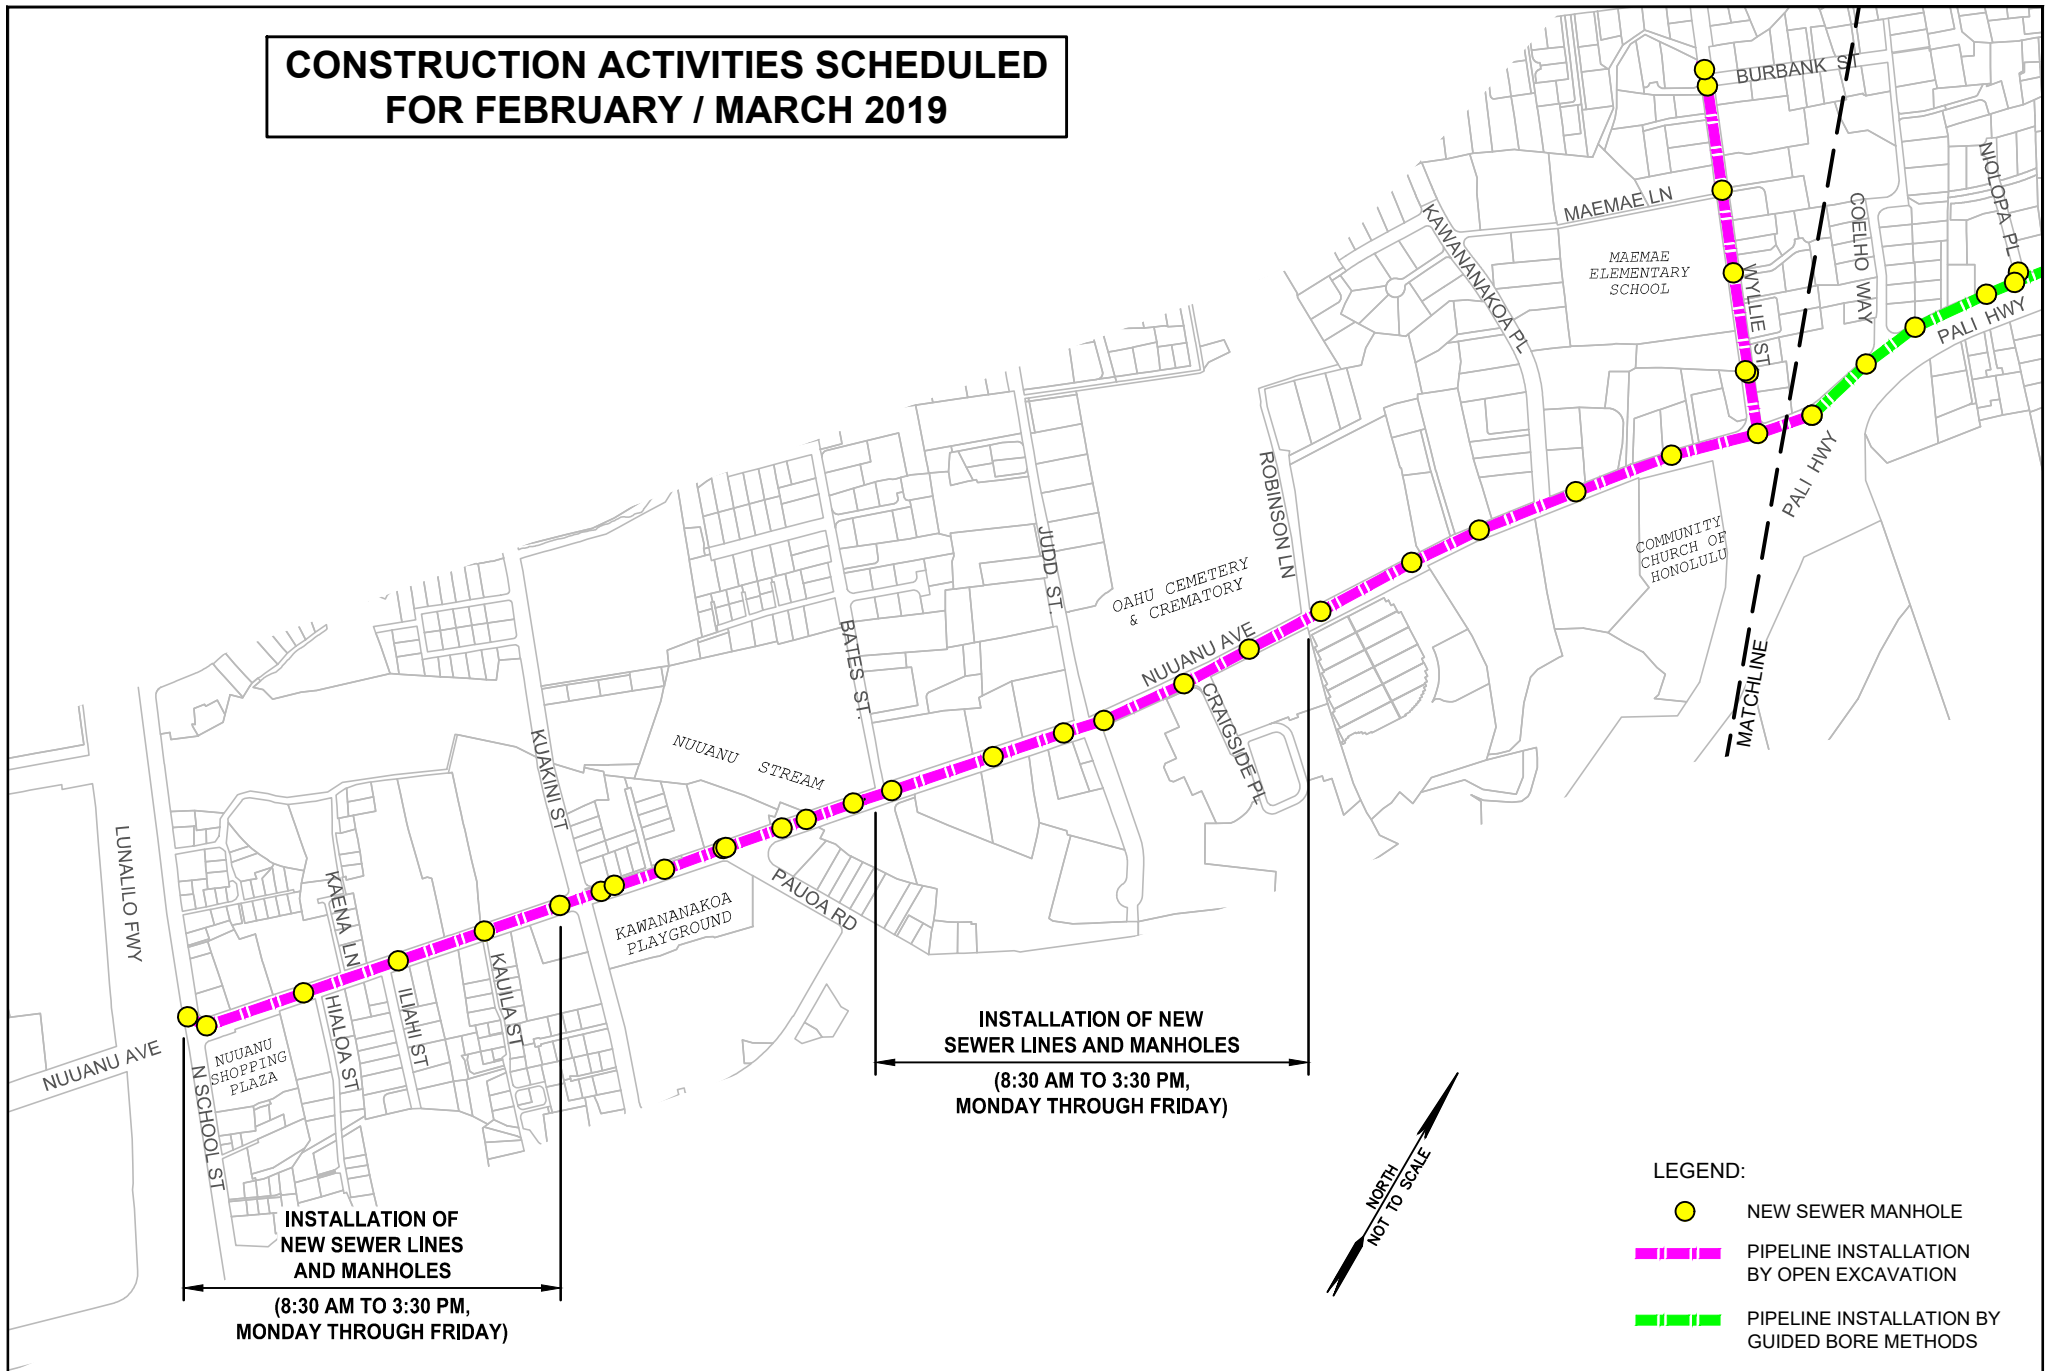 CONSTRUCTION ACTIVITIES SCHEDULED
FOR FEBRUARY / MARCH 2019
BURBANK ST
NIOLOPA PL
MAEMAE LN
KAWANANAKOA PL
COELHO WAY
MAEMAE
ELEMENTARY
SCHOOL
WYLLIE ST
PALI HWY
PALI HWY
ROBINSON LN
COMMUNITY
CHURCH OF
HONOLULU
JUDD ST.
OAHU CEMETERY
& CREMATORY
NUUANU AVE
MATCHLINE
BATES ST.
CRAIGSIDE PL
KUAKINI ST
NUUANU STREAM
LUNALILO FWY
KAENA LN
PAUOA RD
KAWANANAKOA
PLAYGROUND
KAUILA ST
ILIAHI ST
HIALOA ST
NUUANU AVE
NUUANU
SHOPPING
PLAZA
N SCHOOL ST
INSTALLATION OF NEW
SEWER LINES AND MANHOLES
(8:30 AM TO 3:30 PM,
MONDAY THROUGH FRIDAY)
INSTALLATION OF
NEW SEWER LINES
AND MANHOLES
(8:30 AM TO 3:30 PM,
MONDAY THROUGH FRIDAY)
NORTH
NOT TO SCALE
LEGEND:
NEW SEWER MANHOLE
PIPELINE INSTALLATION
BY OPEN EXCAVATION
PIPELINE INSTALLATION BY
GUIDED BORE METHODS